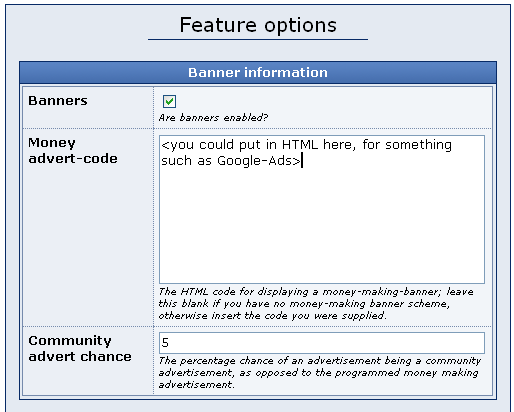 Feature options
Banner information
Banners
Are banners enabled?
Money
advert-code
<you could put in HTML here, for something
such as Google-Ads>
The HTML code for displaying a money-making-banner; leave
this blank if you have no money-making banner scheme,
otherwise insert the code you were supplied.
Community
advert chance
5
The percentage chance of an advertisement being a community
advertisement, as opposed to the programmed money making
advertisement.